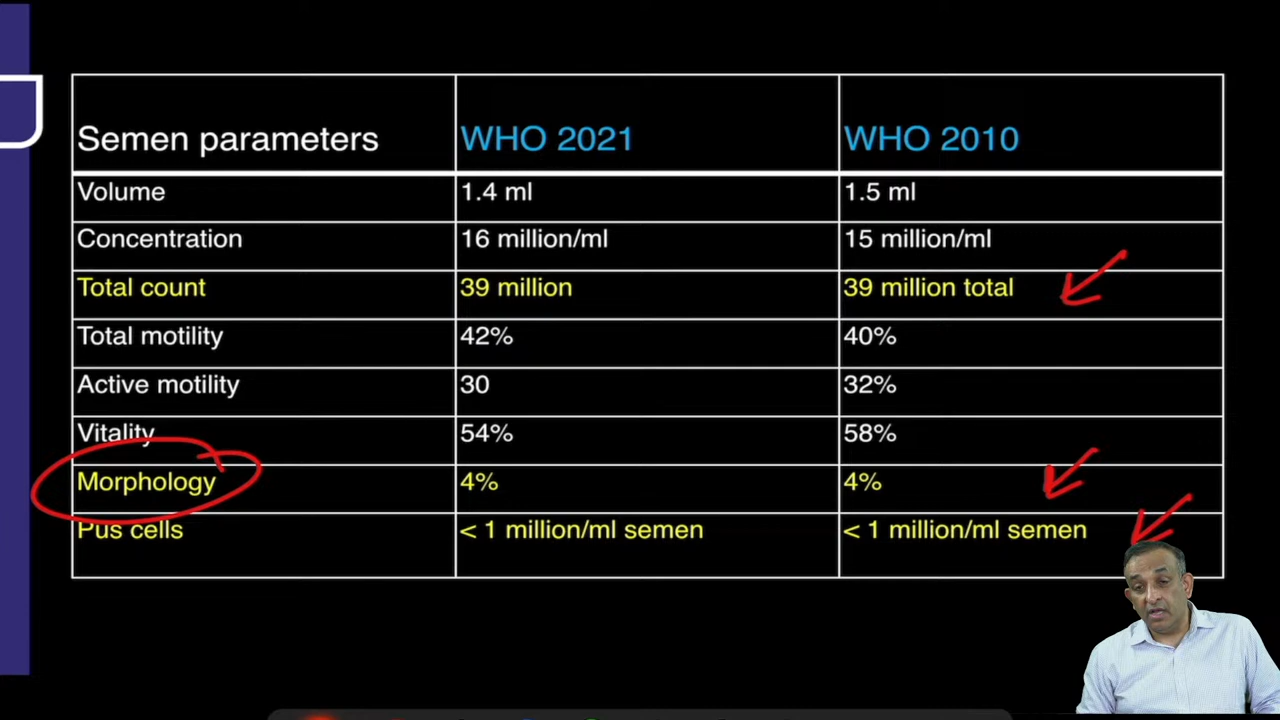 Semen parameters WHO 2021 WHO 2010
Volume 1.4 ml 1.5 ml
Concentration 16 million/ml 15 million/ml
Total count 39 million 39 million total
Total motility 42% 40%
Active motility 30 32%
Vitality 54% 58%
Morphology 4% 4%
Pus cells < 1 million/ml semen < 1 million/ml semen